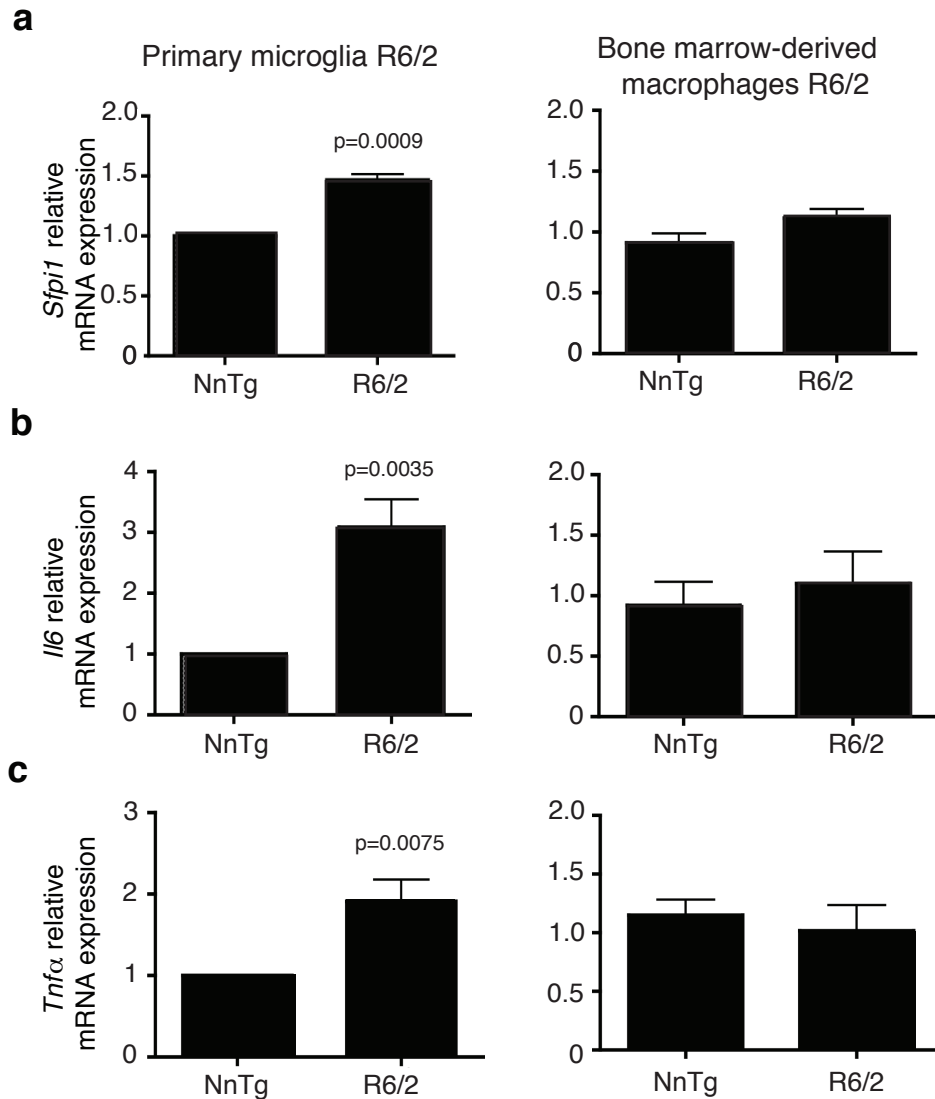 a
Primary microglia R6/2
Sfpi1 relative
mRNA expression
2.0
1.5
1.0
0.5
0
p=0.0009
NnTg
R6/2
Bone marrow-derived
macrophages R6/2
2.0
1.5
1.0
0.5
0
NnTg
R6/2
b
Il6 relative
mRNA expression
4
3
2
1
0
p=0.0035
NnTg
R6/2
2.0
1.5
1.0
0.5
0
NnTg
R6/2
c
Tnfα relative
mRNA expression
3
2
1
0
p=0.0075
NnTg
R6/2
2.0
1.5
1.0
0.5
0
NnTg
R6/2